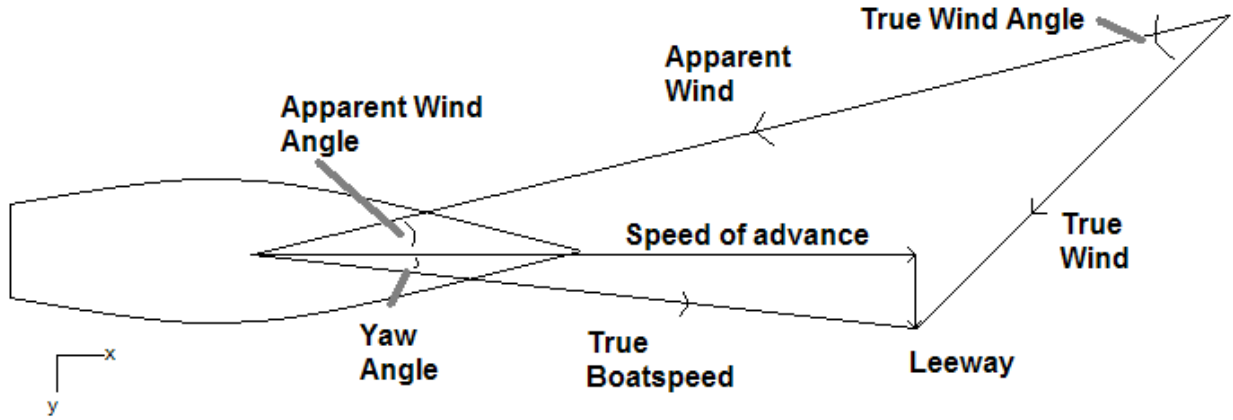 True Wind Angle
Apparent
Wind
Apparent Wind
Angle
Speed of advance
True
Wind
Yaw
Angle
True
Boatspeed
Leeway
x
y